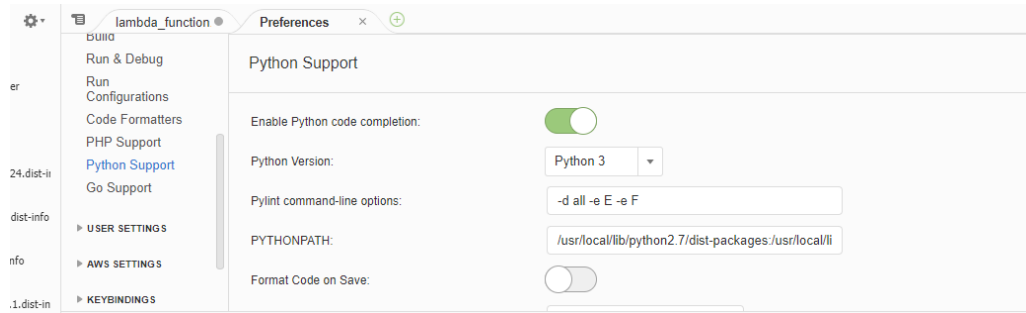 lambda_function
Preferences
Build
Run & Debug
Run
Configurations
Code Formatters
PHP Support
Python Support
Go Support
USER SETTINGS
AWS SETTINGS
KEYBINDINGS
er
24.dist-in
dist-info
nfo
.1.dist-in
Python Support
Enable Python code completion:
Python Version:
Python 3
Pylint command-line options:
-d all -e E -e F
PYTHONPATH:
/usr/local/lib/python2.7/dist-packages:/usr/local/li
Format Code on Save: